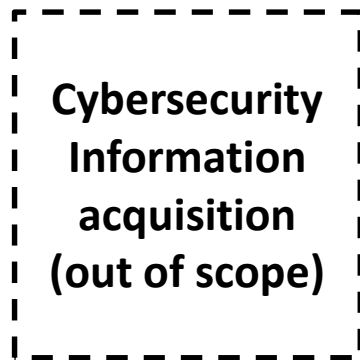 Cybersecurity
Information
acquisition
(out of scope)